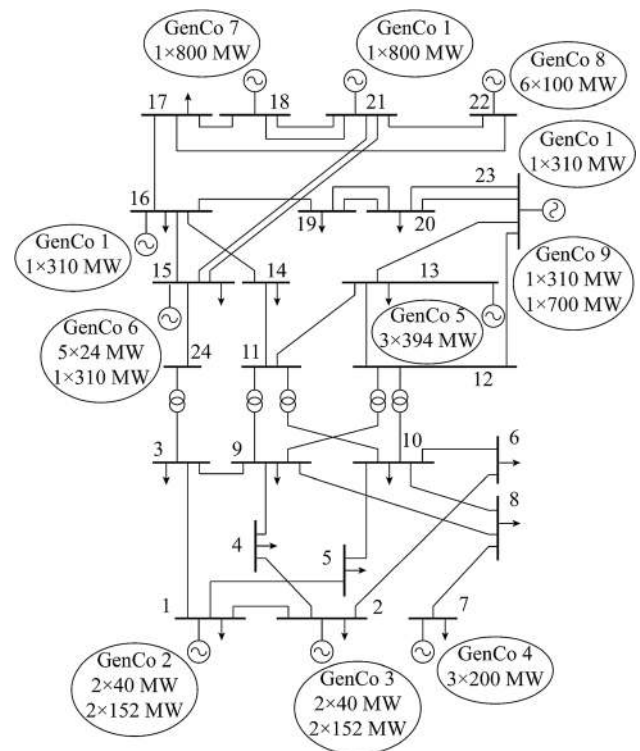 GenCo 7
1×800 MW
GenCo 1
1×800 MW
GenCo 8
6×100 MW
17
18
21
22
GenCo 1
1×310 MW
23
16
19
20
GenCo 1
1×310 MW
15
14
13
GenCo 9
1×310 MW
1×700 MW
GenCo 6
5×24 MW
1×310 MW
GenCo 5
3×394 MW
24
11
12
3
9
10
6
8
4
5
1
2
7
GenCo 2
2×40 MW
2×152 MW
GenCo 3
2×40 MW
2×152 MW
GenCo 4
3×200 MW